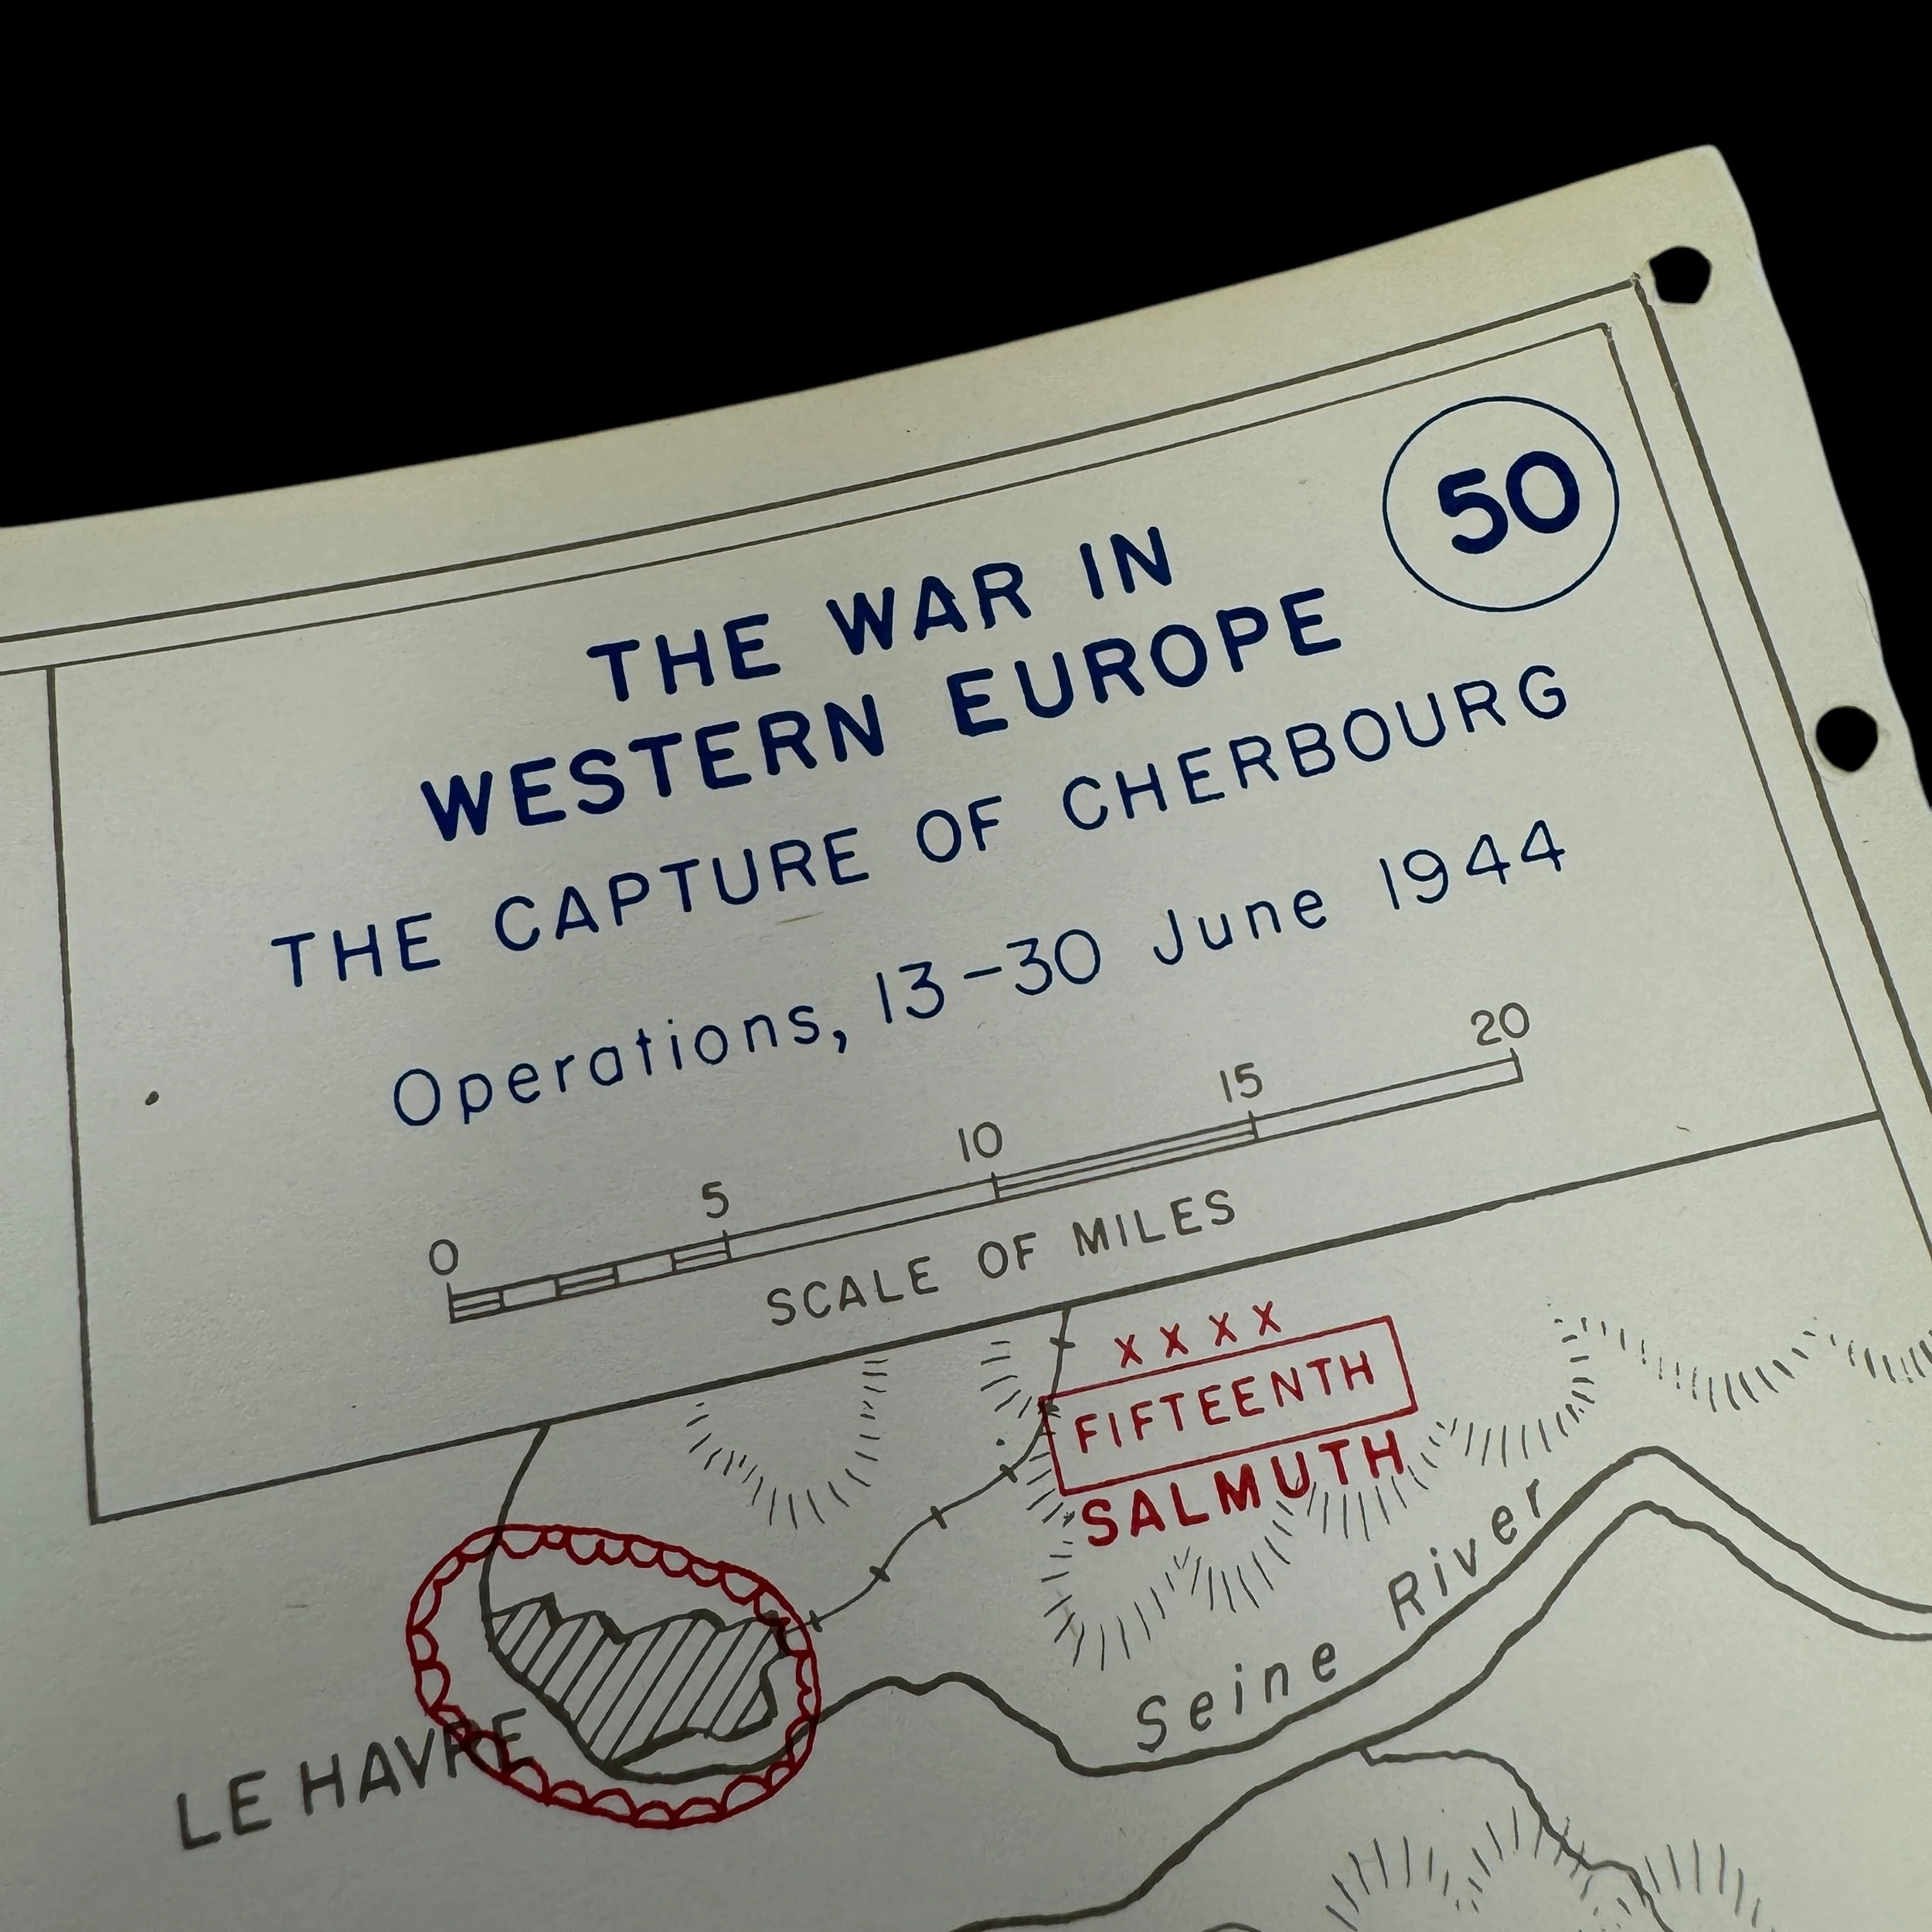 50
THE WAR IN
WESTERN EUROPE
THE CAPTURE OF CHERBOURG
Operations, 13-30 June 1944
0 5 10 15 20
SCALE OF MILES
XXXX
FIFTEENTH
SALMUTH
Seine River
LE HAVRE